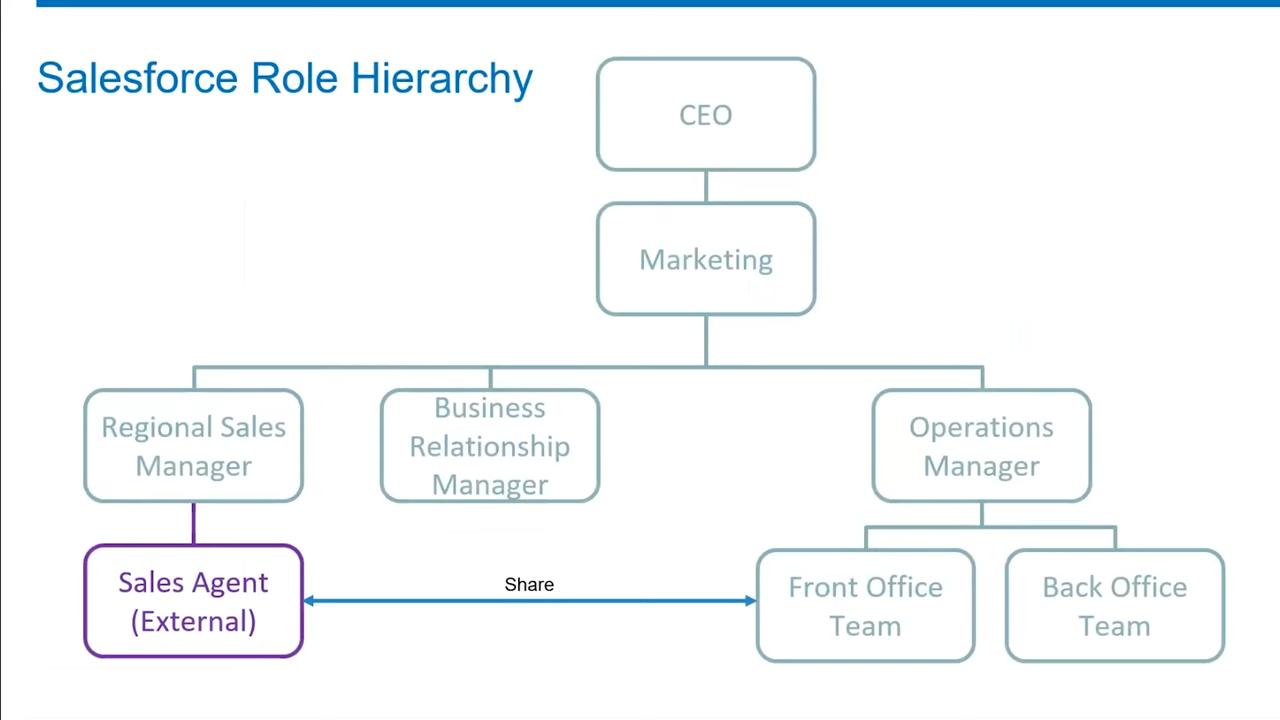 Salesforce Role Hierarchy
CEO
Marketing
Regional Sales
Manager
Business
Relationship
Manager
Operations
Manager
Sales Agent
(External)
Share
Front Office
Team
Back Office
Team